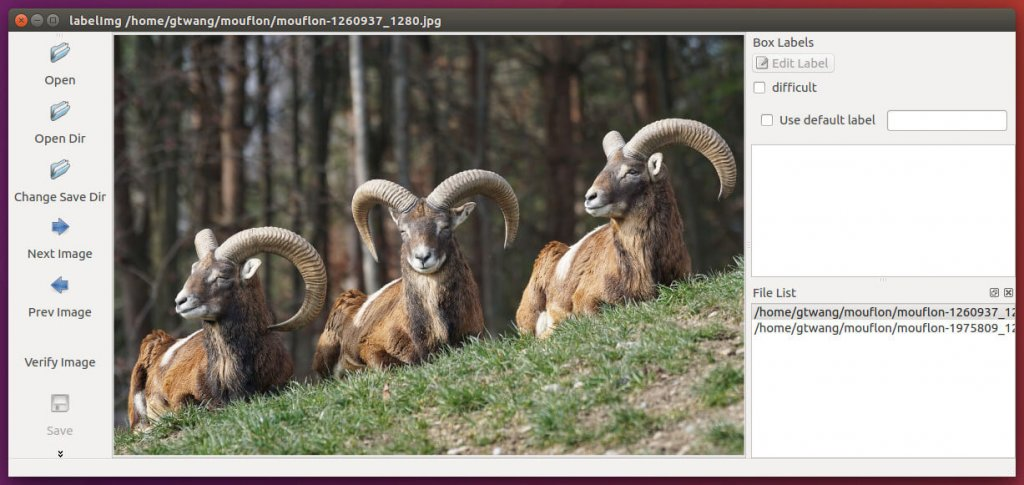 labelImg /home/gtwang/mouflon/mouflon-1260937_1280.jpg
Open
Open Dir
Change Save Dir
Next Image
Prev Image
Verify Image
Save
Box Labels
Edit Label
difficult
Use default label
File List
/home/gtwang/mouflon/mouflon-1260937_12
/home/gtwang/mouflon/mouflon-1975809_12